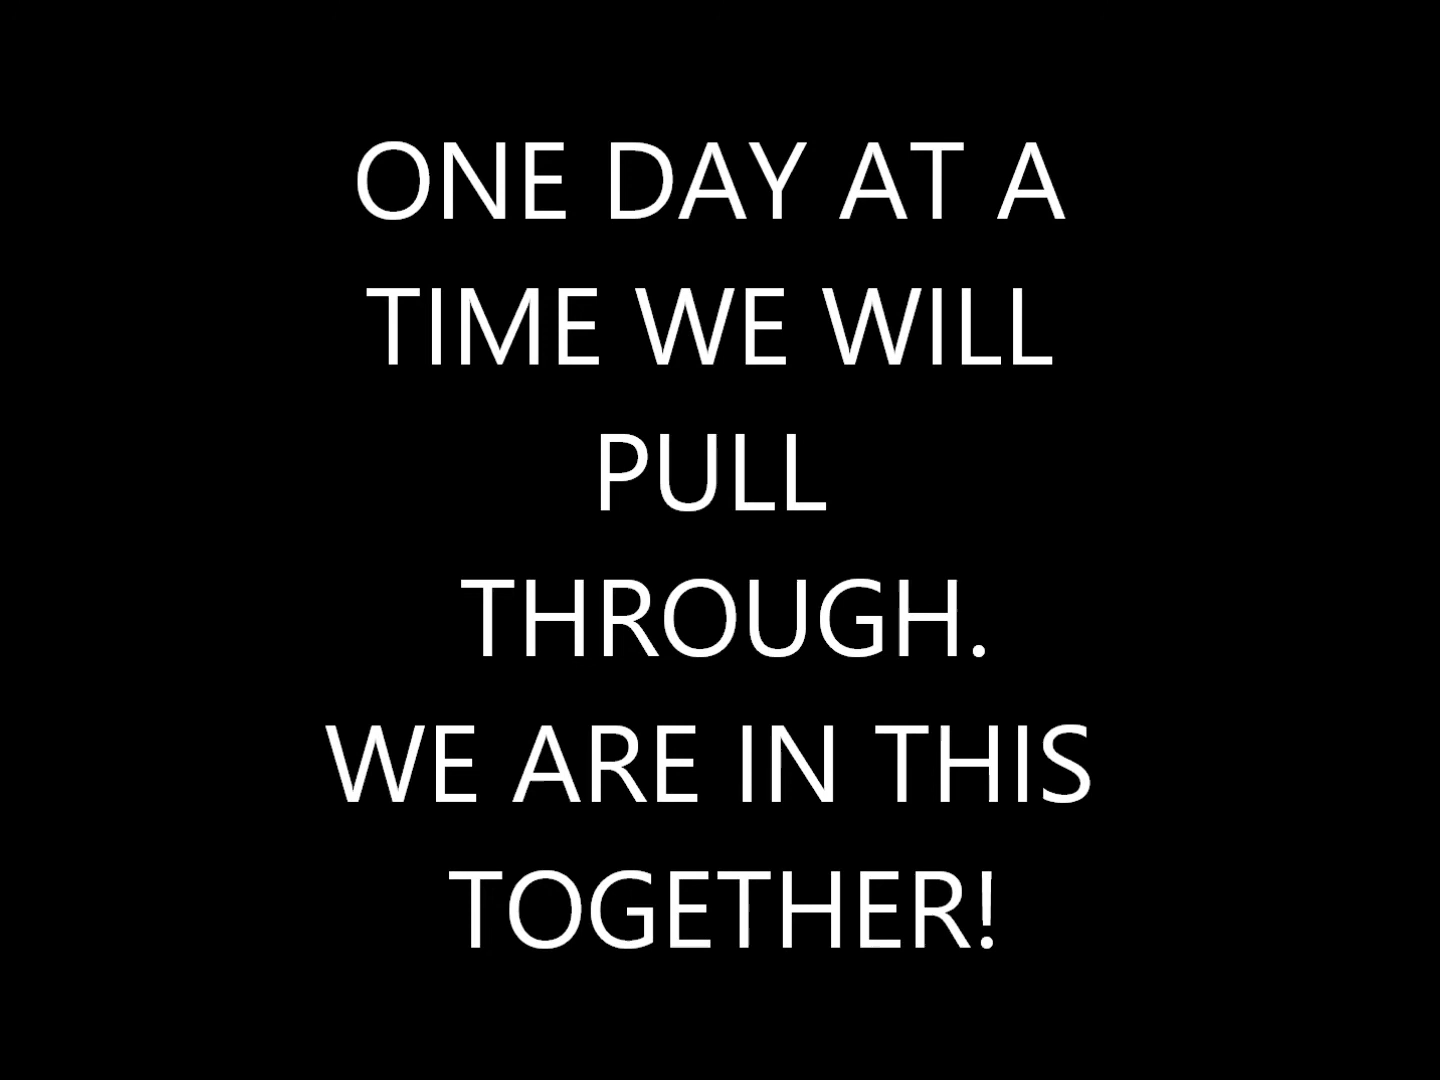 ONE DAY AT A
TIME WE WILL
PULL
THROUGH.
WE ARE IN THIS
TOGETHER!